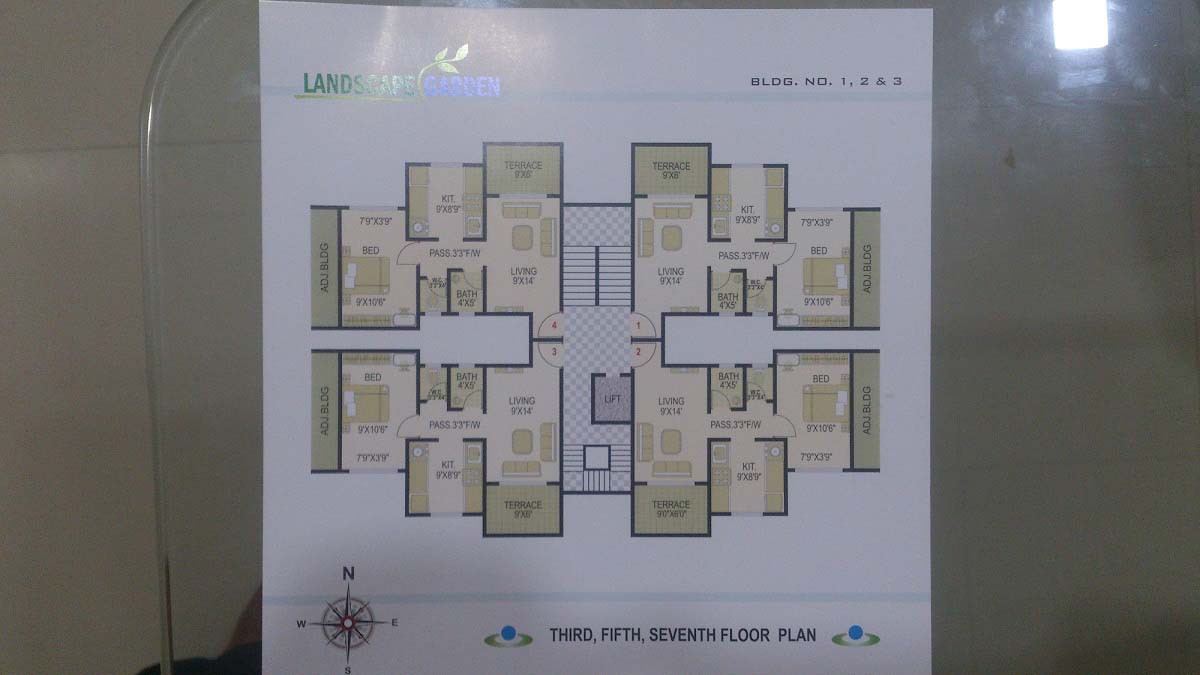 LANDSCAPE GARDEN
BLDG. NO. 1, 2 & 3
TERRACE
9'X6'
KIT.
9'X8'9"
7'9"X3'9"
BED
9'X10'6"
ADJ BLDG
PASS.3'3"F/W
W.C.
BATH
4'X5'
LIVING
9'X14'
4
TERRACE
9'X6'
KIT.
9'X8'9"
7'9"X3'9"
BED
9'X10'6"
ADJ BLDG
PASS.3'3"F/W
W.C.
BATH
4'X5'
LIVING
9'X14'
1
3
BED
9'X10'6"
7'9"X3'9"
ADJ.BLDG
BATH
4'X5'
W.C.
PASS.3'3"F/W
LIVING
9'X14'
KIT.
9'X8'9"
TERRACE
9'X6'
LIFT
2
LIVING
9'X14'
BATH
4'X5'
W.C.
PASS.3'3"F/W
BED
9'X10'6"
7'9"X3'9"
ADJ.BLDG
KIT.
9'X8'9"
TERRACE
9'0"X6'0"
N
W
E
S
THIRD, FIFTH, SEVENTH FLOOR PLAN